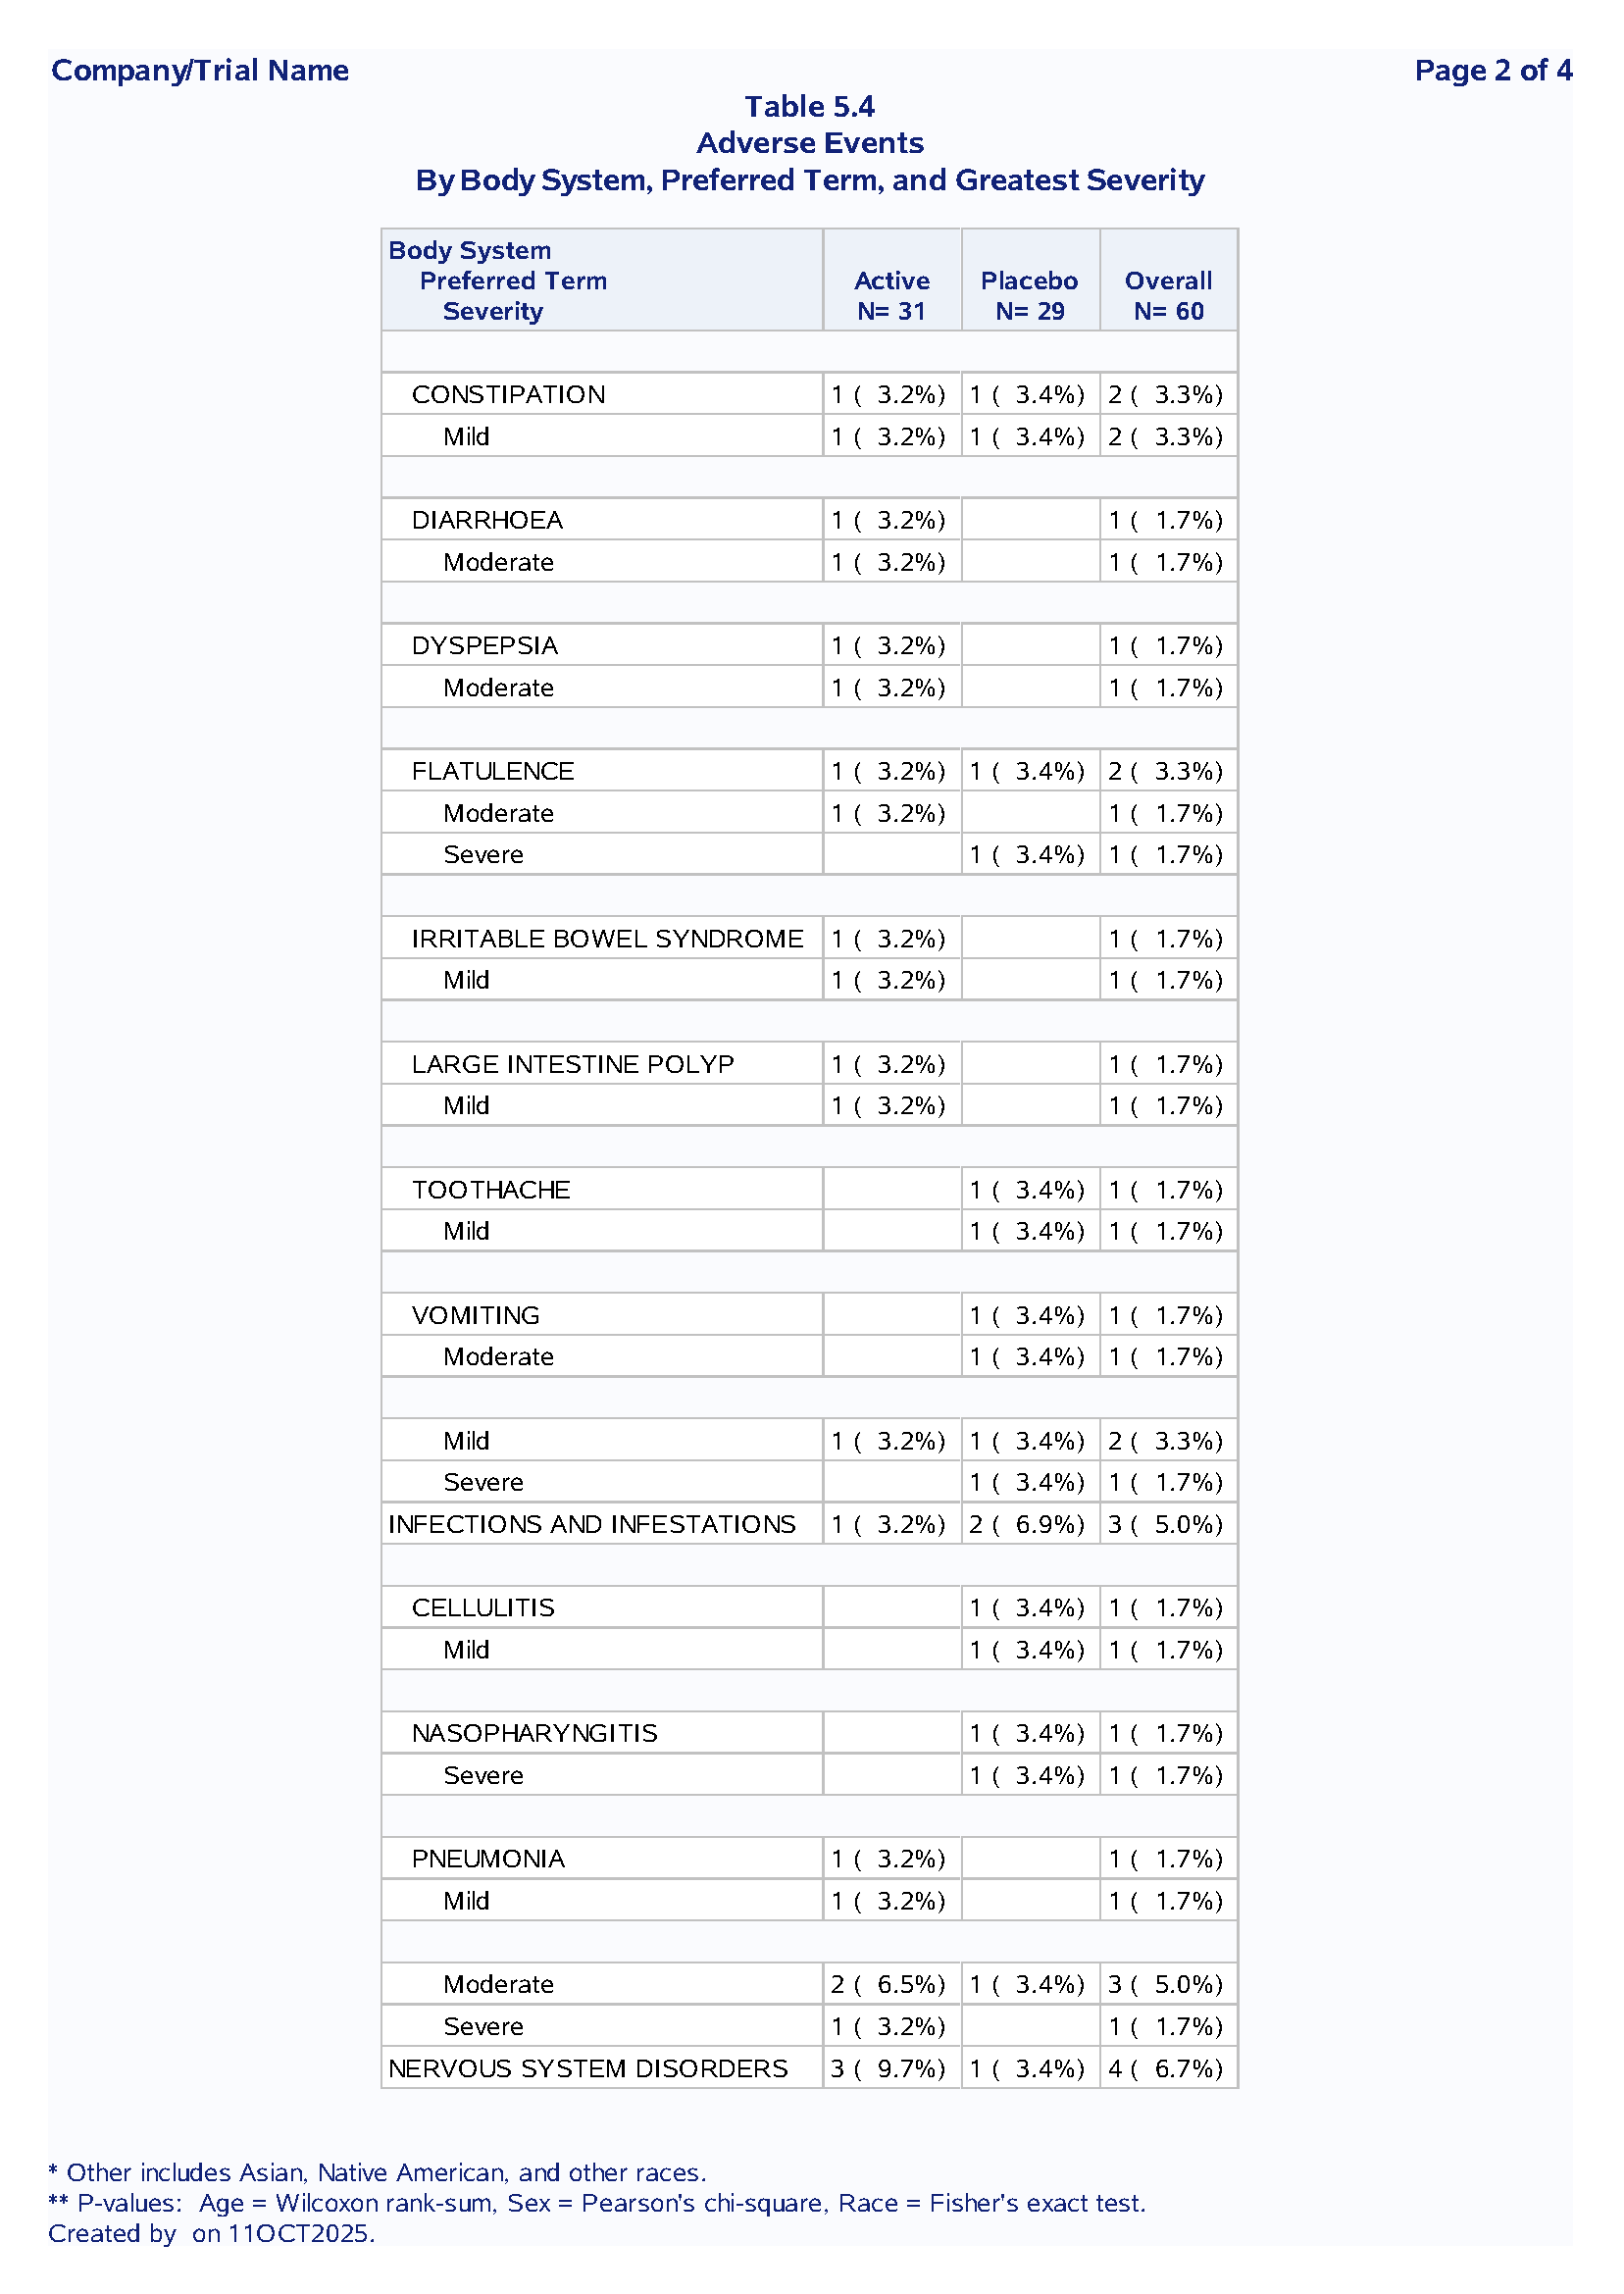 Company/Trial Name Page 2 of 4
Table 5.4
Adverse Events
By Body System, Preferred Term, and Greatest Severity
Body System
Preferred Term Active Placebo Overall
Severity N= 31 N= 29 N= 60
CONSTIPATION 1 ( 3.2%) 1 ( 3.4%) 2 ( 3.3%)
Mild 1 ( 3.2%) 1 ( 3.4%) 2 ( 3.3%)
DIARRHOEA 1 ( 3.2%) 1 ( 1.7%)
Moderate 1 ( 3.2%) 1 ( 1.7%)
DYSPEPSIA 1 ( 3.2%) 1 ( 1.7%)
Moderate 1 ( 3.2%) 1 ( 1.7%)
FLATULENCE 1 ( 3.2%) 1 ( 3.4%) 2 ( 3.3%)
Moderate 1 ( 3.2%) 1 ( 1.7%)
Severe 1 ( 3.4%) 1 ( 1.7%)
IRRITABLE BOWEL SYNDROME 1 ( 3.2%) 1 ( 1.7%)
Mild 1 ( 3.2%) 1 ( 1.7%)
LARGE INTESTINE POLYP 1 ( 3.2%) 1 ( 1.7%)
Mild 1 ( 3.2%) 1 ( 1.7%)
TOOTHACHE 1 ( 3.4%) 1 ( 1.7%)
Mild 1 ( 3.4%) 1 ( 1.7%)
VOMITING 1 ( 3.4%) 1 ( 1.7%)
Moderate 1 ( 3.4%) 1 ( 1.7%)
Mild 1 ( 3.2%) 1 ( 3.4%) 2 ( 3.3%)
Severe 1 ( 3.4%) 1 ( 1.7%)
INFECTIONS AND INFESTATIONS 1 ( 3.2%) 2 ( 6.9%) 3 ( 5.0%)
CELLULITIS 1 ( 3.4%) 1 ( 1.7%)
Mild 1 ( 3.4%) 1 ( 1.7%)
NASOPHARYNGITIS 1 ( 3.4%) 1 ( 1.7%)
Severe 1 ( 3.4%) 1 ( 1.7%)
PNEUMONIA 1 ( 3.2%) 1 ( 1.7%)
Mild 1 ( 3.2%) 1 ( 1.7%)
Moderate 2 ( 6.5%) 1 ( 3.4%) 3 ( 5.0%)
Severe 1 ( 3.2%) 1 ( 1.7%)
NERVOUS SYSTEM DISORDERS 3 ( 9.7%) 1 ( 3.4%) 4 ( 6.7%)
* Other includes Asian, Native American, and other races.
** P-values: Age = Wilcoxon rank-sum, Sex = Pearson's chi-square, Race = Fisher's exact test.
Created by on 11OCT2025.